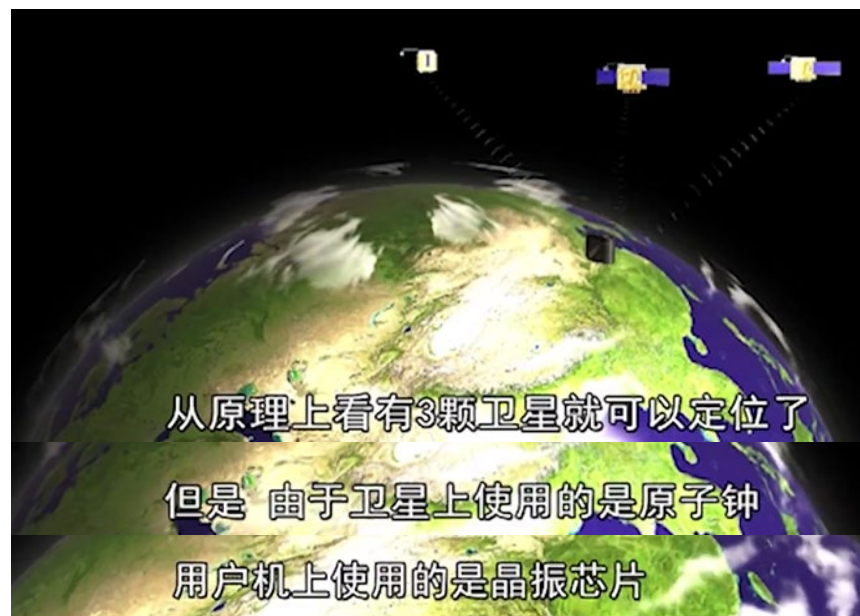 从原理上看有3颗卫星就可以定位了
但是 由于卫星上使用的是原子钟
用户机上使用的是晶振芯片